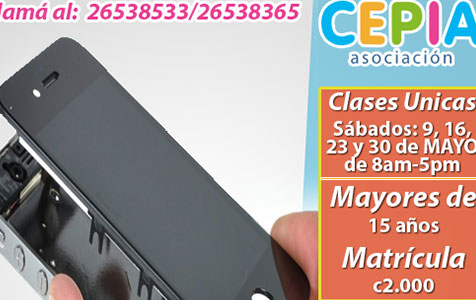 lamá al: 26538533/26538365
CEPIA
asociación
Clases Unicas
Sábados: 9, 16,
23 y 30 de MAYO
de 8am-5pm
Mayores de
15 años
Matrícula
c2.000